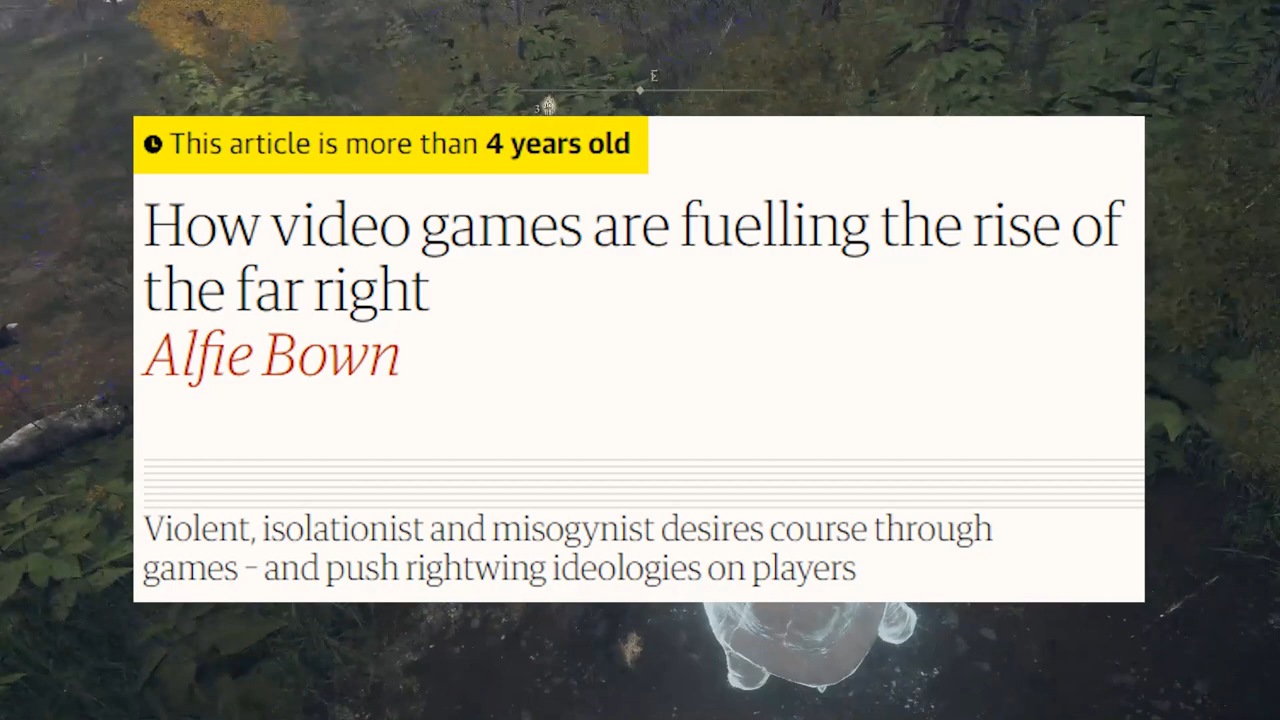 E
3
This article is more than 4 years old
How video games are fuelling the rise of
the far right
Alfie Bown
Violent, isolationist and misogynist desires course through
games – and push rightwing ideologies on players